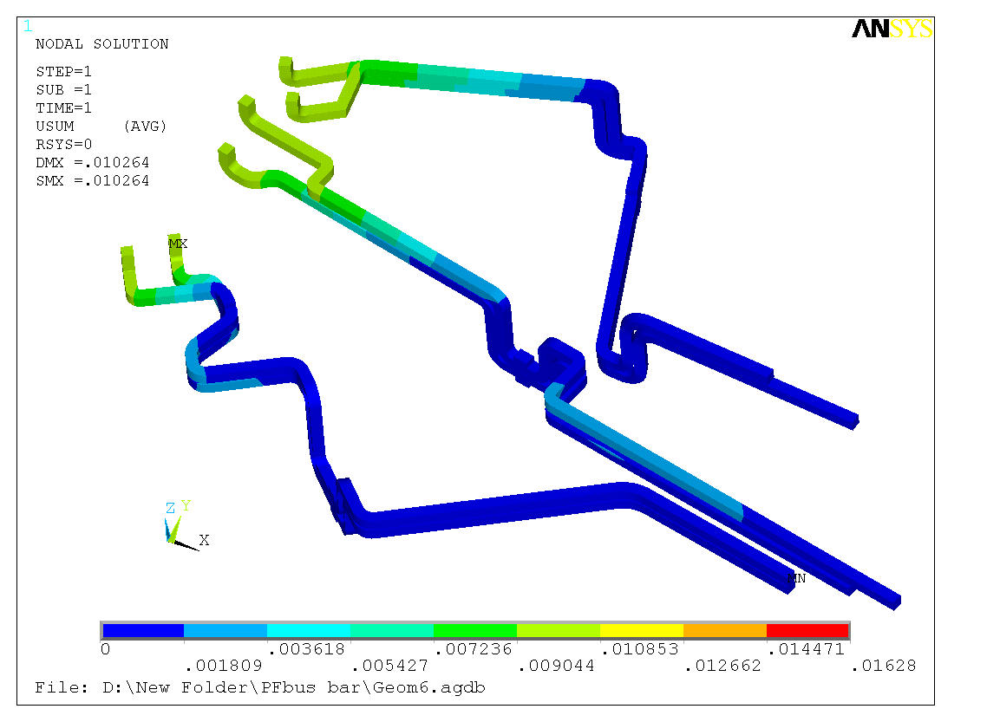 1
ANSYS
NODAL SOLUTION
STEP=1
SUB =1
TIME=1
USUM (AVG)
RSYS=0
DMX =.010264
SMX =.010264
MX
Z Y
X
MN
0 .003618 .007236 .010853 .014471
.001809 .005427 .009044 .012662 .01628
File: D:\New Folder\PFbus bar\Geom6.agdb